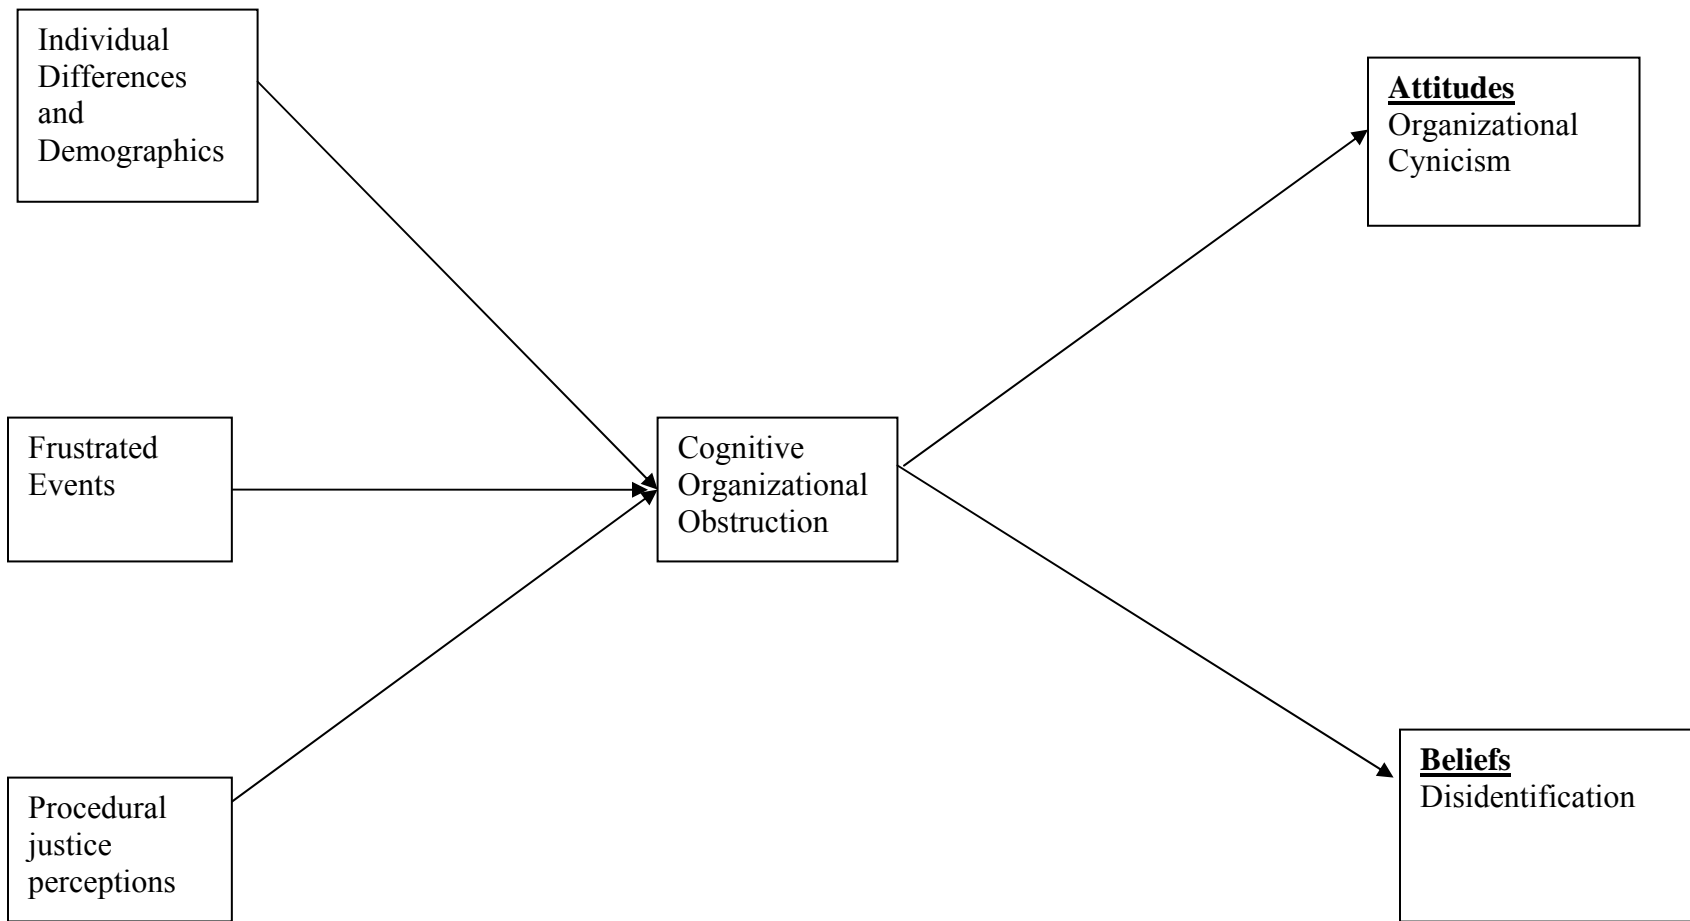 Individual
Differences
and
Demographics
Attitudes
Organizational
Cynicism
Frustrated
Events
Cognitive
Organizational
Obstruction
Procedural
justice
perceptions
Beliefs
Disidentification